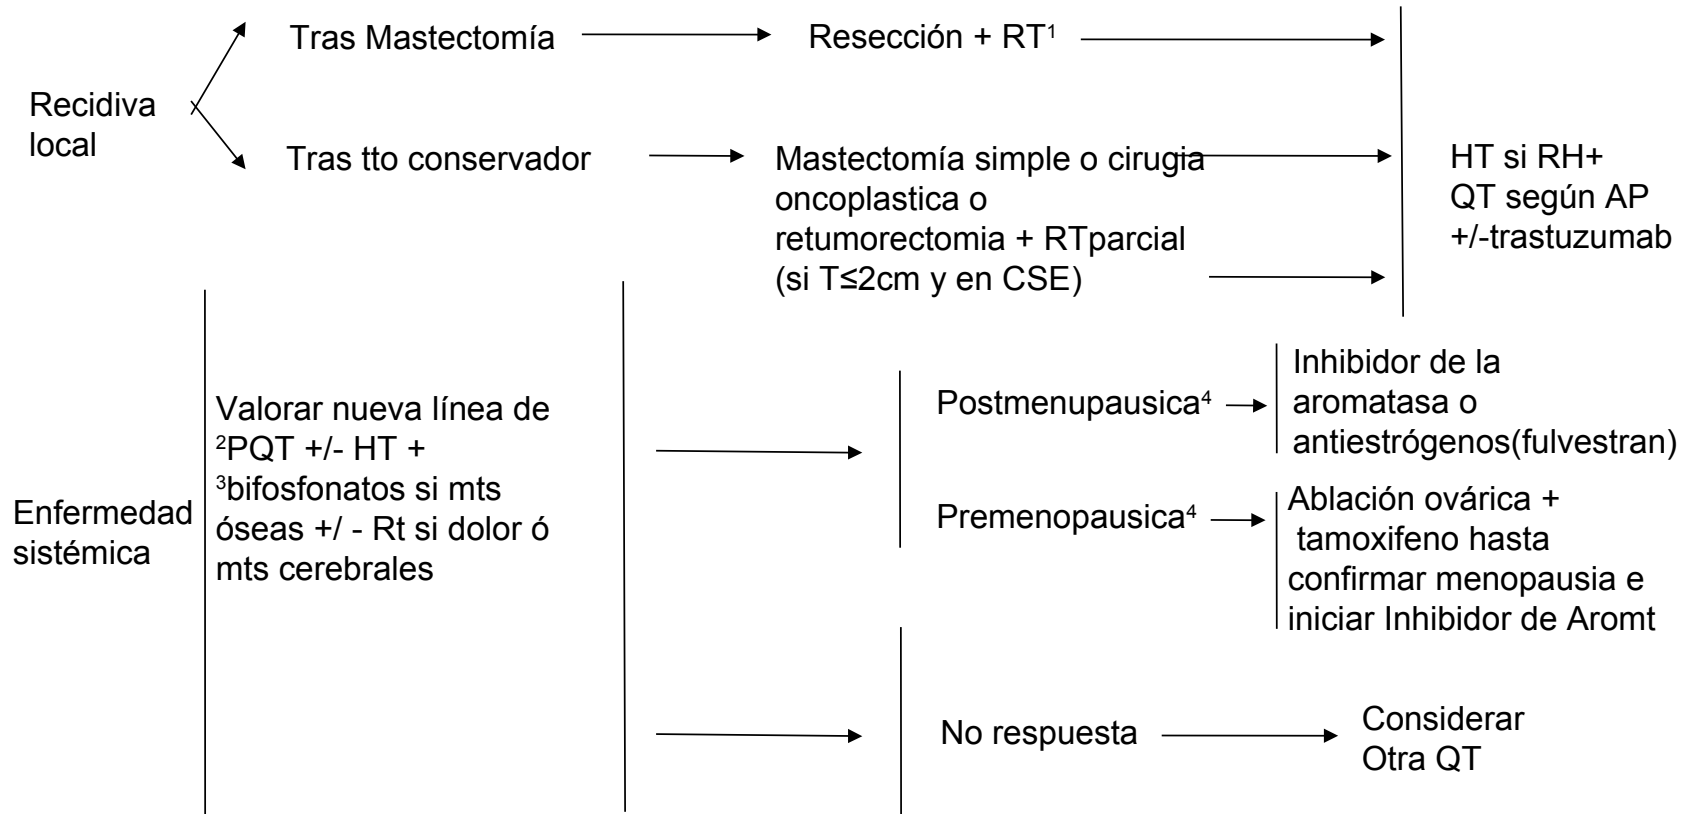 Tras Mastectomía
Resección + RT¹
Recidiva
local
Tras tto conservador
Mastectomía simple o cirugia
oncoplastica o
retumorectomia + RTparcial
(si T≤2cm y en CSE)
HT si RH+
QT según AP
+/-trastuzumab
Enfermedad
sistémica
Valorar nueva línea de
²PQT +/- HT +
³bifosfonatos si mts
óseas +/ - Rt si dolor ó
mts cerebrales
Postmenupausica⁴
Inhibidor de la
aromatasa o
antiestrógenos(fulvestran)
Premenopausica⁴
Ablación ovárica +
tamoxifeno hasta
confirmar menopausia e
iniciar Inhibidor de Aromt
No respuesta
Considerar
Otra QT